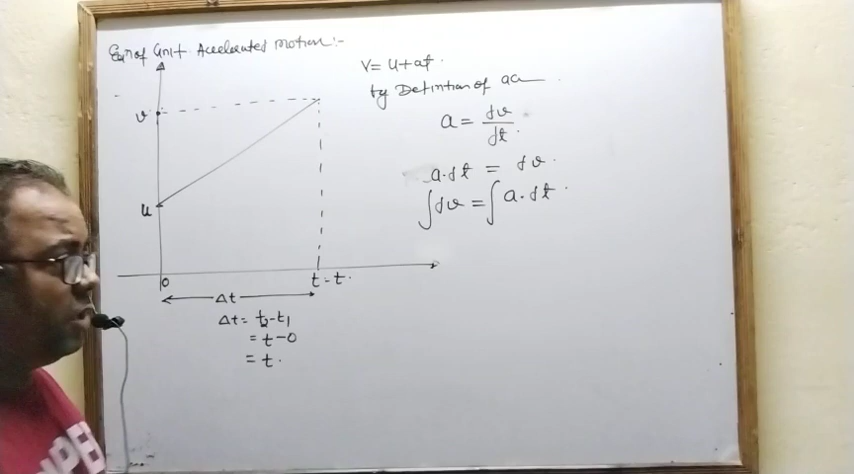 Eqn of Unif. Accelerated Motion:-
v
u
0
t = t.
Δt
Δt = t2-t1
= t-0
= t.
V= u+at.
by Defintion of acc
a = dv/dt.
a.dt = dv.
∫dv = ∫a.dt.